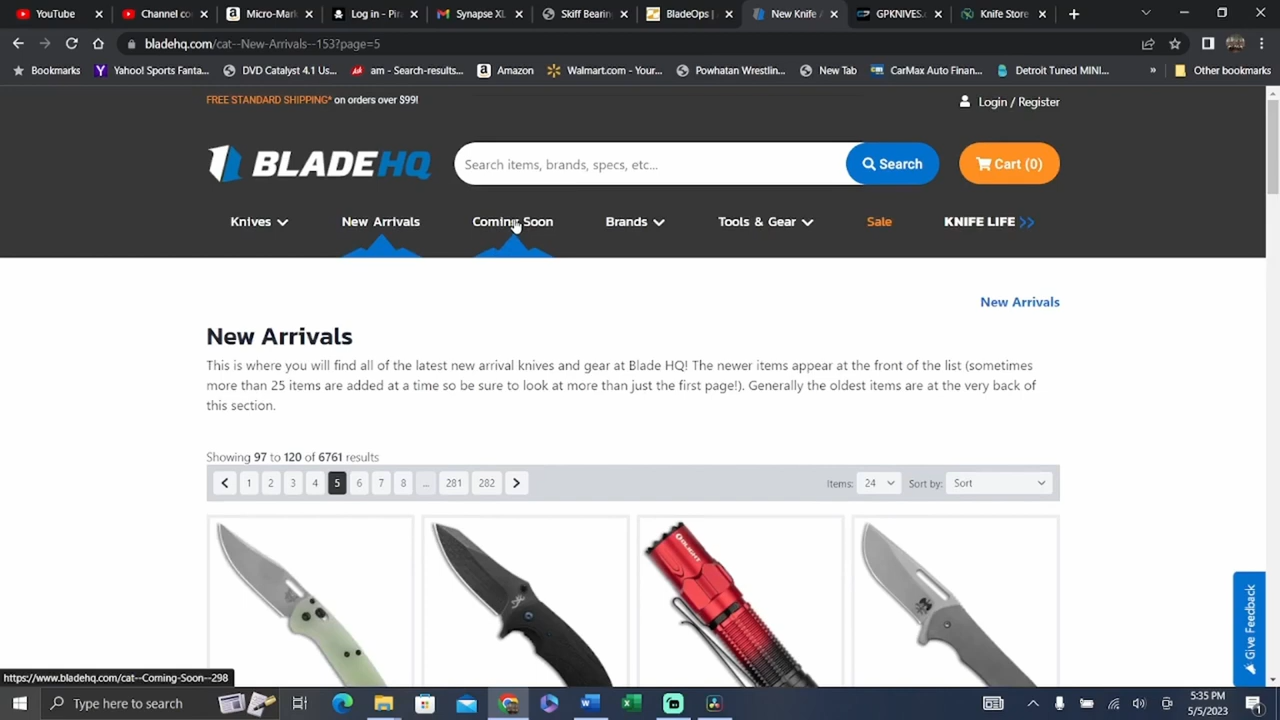 YouTube
Channel co
Micro-Mark
Log in - Pir
Synapse XL
Skiff Bearin
BladeOps |
New Knife A
GPKNIVES.c
Knife Store
bladehq.com/cat--New-Arrivals--153?page=5
Bookmarks
Yahoo! Sports Fanta...
DVD Catalyst 4.1 Us...
am - Search-results...
Amazon
Walmart.com - Your...
Powhatan Wrestlin...
New Tab
CarMax Auto Finan...
Detroit Tuned MINI...
»
Other bookmarks
FREE STANDARD SHIPPING* on orders over $99!
Login / Register
BLADEHQ
Search items, brands, specs, etc...
Search
Cart (0)
Knives
New Arrivals
Coming Soon
Brands
Tools & Gear
Sale
KNIFE LIFE >>
New Arrivals
New Arrivals
This is where you will find all of the latest new arrival knives and gear at Blade HQ! The newer items appear at the front of the list (sometimes
more than 25 items are added at a time so be sure to look at more than just the first page!). Generally the oldest items are at the very back of
this section.
Showing 97 to 120 of 6761 results
1 2 3 4 5 6 7 8 ... 281 282
Items: 24
Sort by: Sort
OLIGHT
Give Feedback
https://www.bladehq.com/cat--Coming-Soon--298
Type here to search
5:35 PM
5/5/2023
1